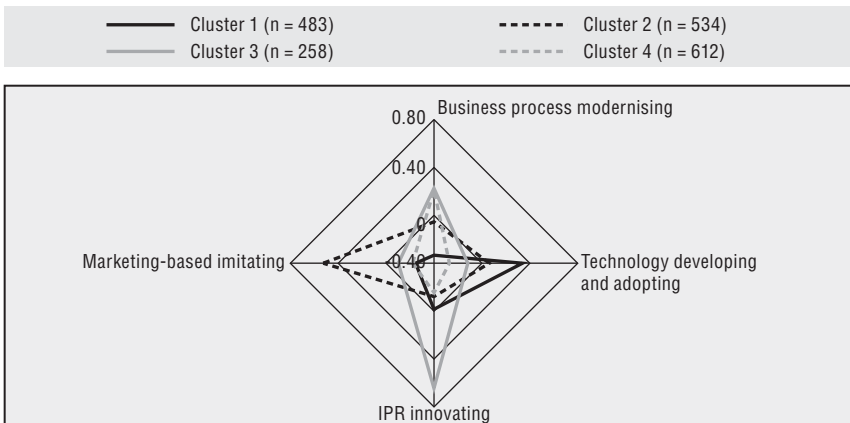 Cluster 1 (n = 483)
Cluster 2 (n = 534)
Cluster 3 (n = 258)
Cluster 4 (n = 612)
Business process modernising
0.80
0.40
0
Marketing-based imitating
-0.40
Technology developing
and adopting
IPR innovating